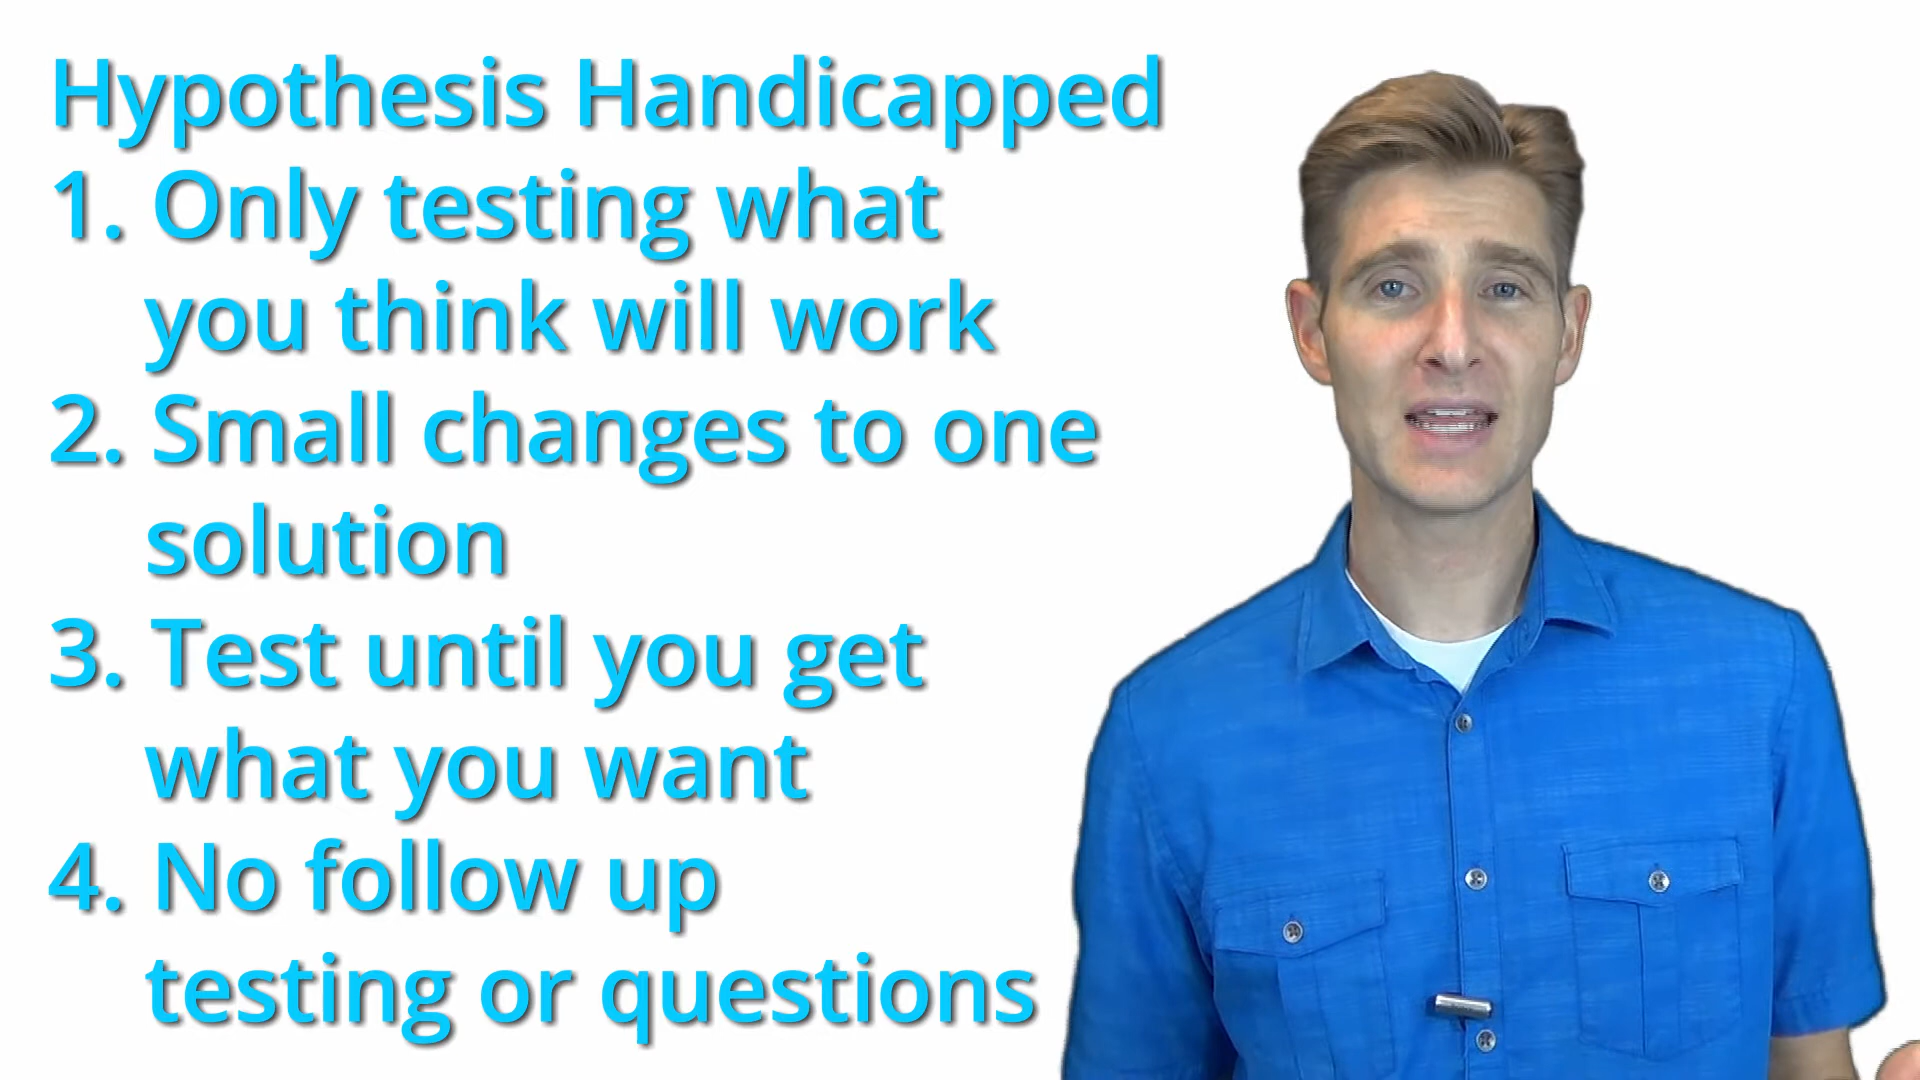 Hypothesis Handicapped
1. Only testing what
you think will work
2. Small changes to one
solution
3. Test until you get
what you want
4. No follow up
testing or questions